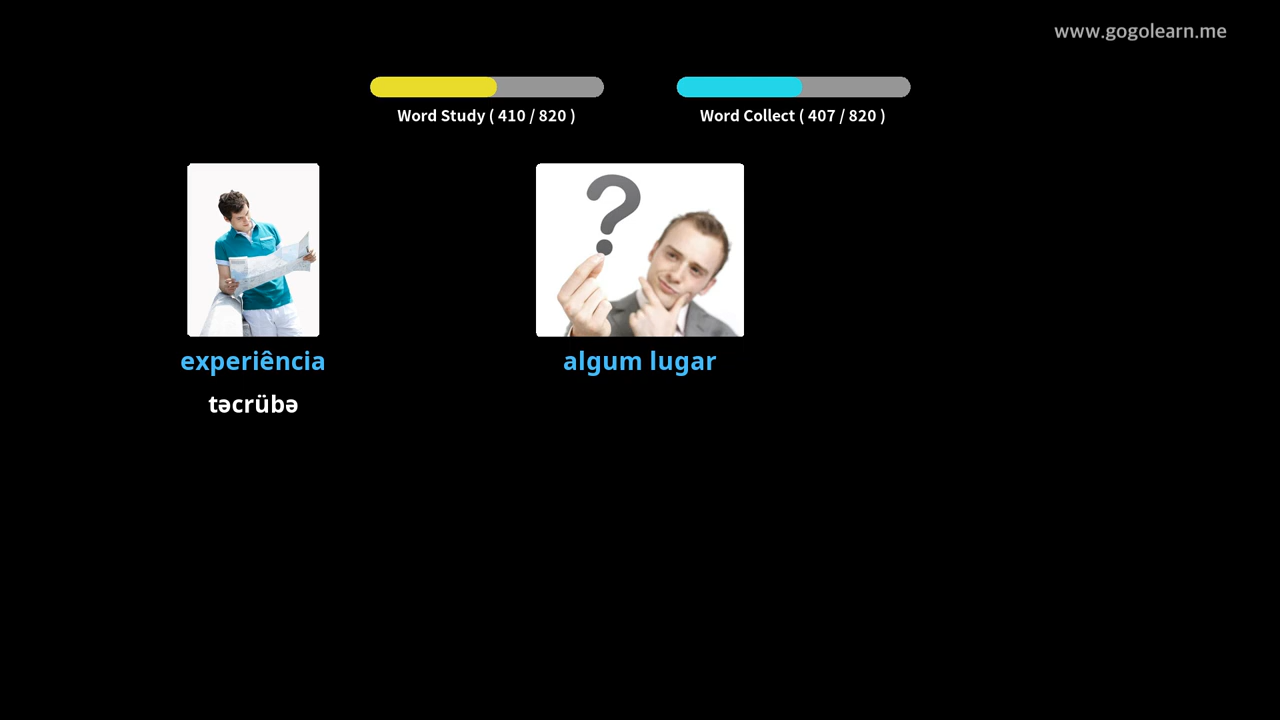 www.gogolearn.me
Word Study ( 410 / 820 )
Word Collect ( 407 / 820 )
experiência
təcrübə
algum lugar